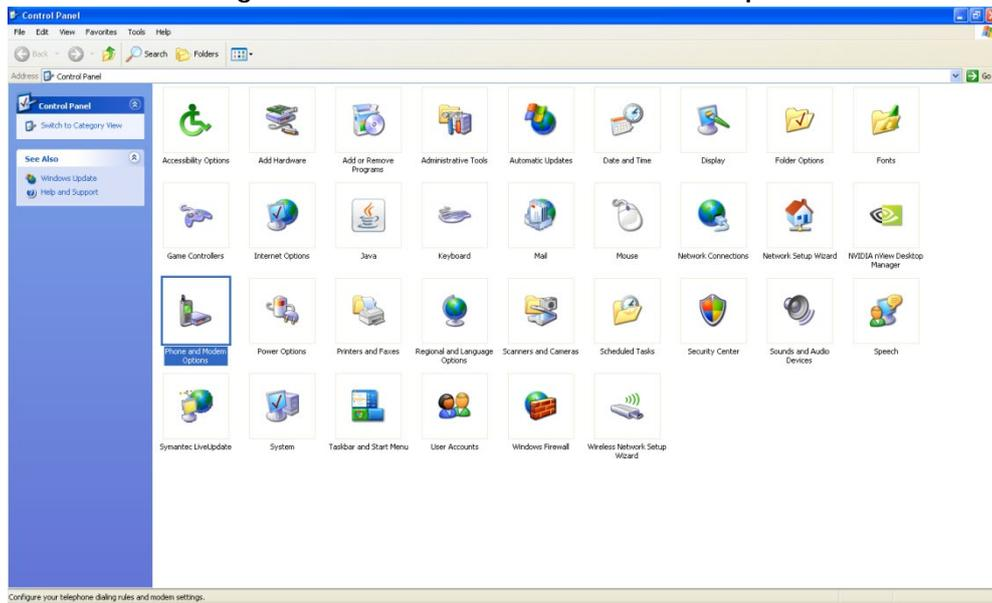 Control Panel
File Edit View Favorites Tools Help
Back Search Folders
Address Control Panel Go
Control Panel
Switch to Category View
See Also
Windows Update
Help and Support
Accessibility Options Add Hardware Add or Remove Programs Administrative Tools Automatic Updates Date and Time Display Folder Options Fonts
Game Controllers Internet Options Java Keyboard Mail Mouse Network Connections Network Setup Wizard NVIDIA nView Desktop Manager
Phone and Modem Options Power Options Printers and Faxes Regional and Language Options Scanners and Cameras Scheduled Tasks Security Center Sounds and Audio Devices Speech
Symantec LiveUpdate System Taskbar and Start Menu User Accounts Windows Firewall Wireless Network Setup Wizard
Configure your telephone dialing rules and modem settings.